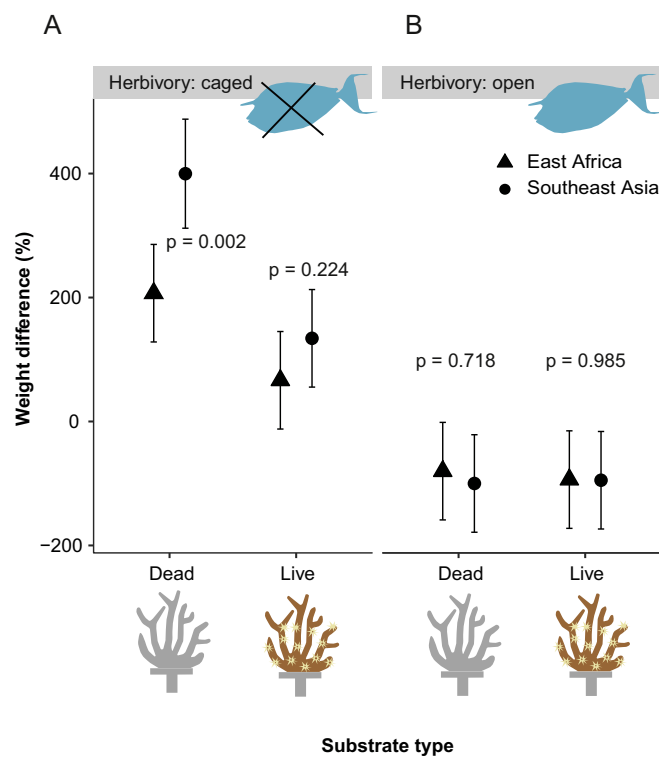 A
B
Herbivory: caged
Herbivory: open
East Africa
Southeast Asia
Weight difference (%)
400
200
0
−200
p = 0.002
p = 0.224
p = 0.718
p = 0.985
Dead
Live
Dead
Live
Substrate type